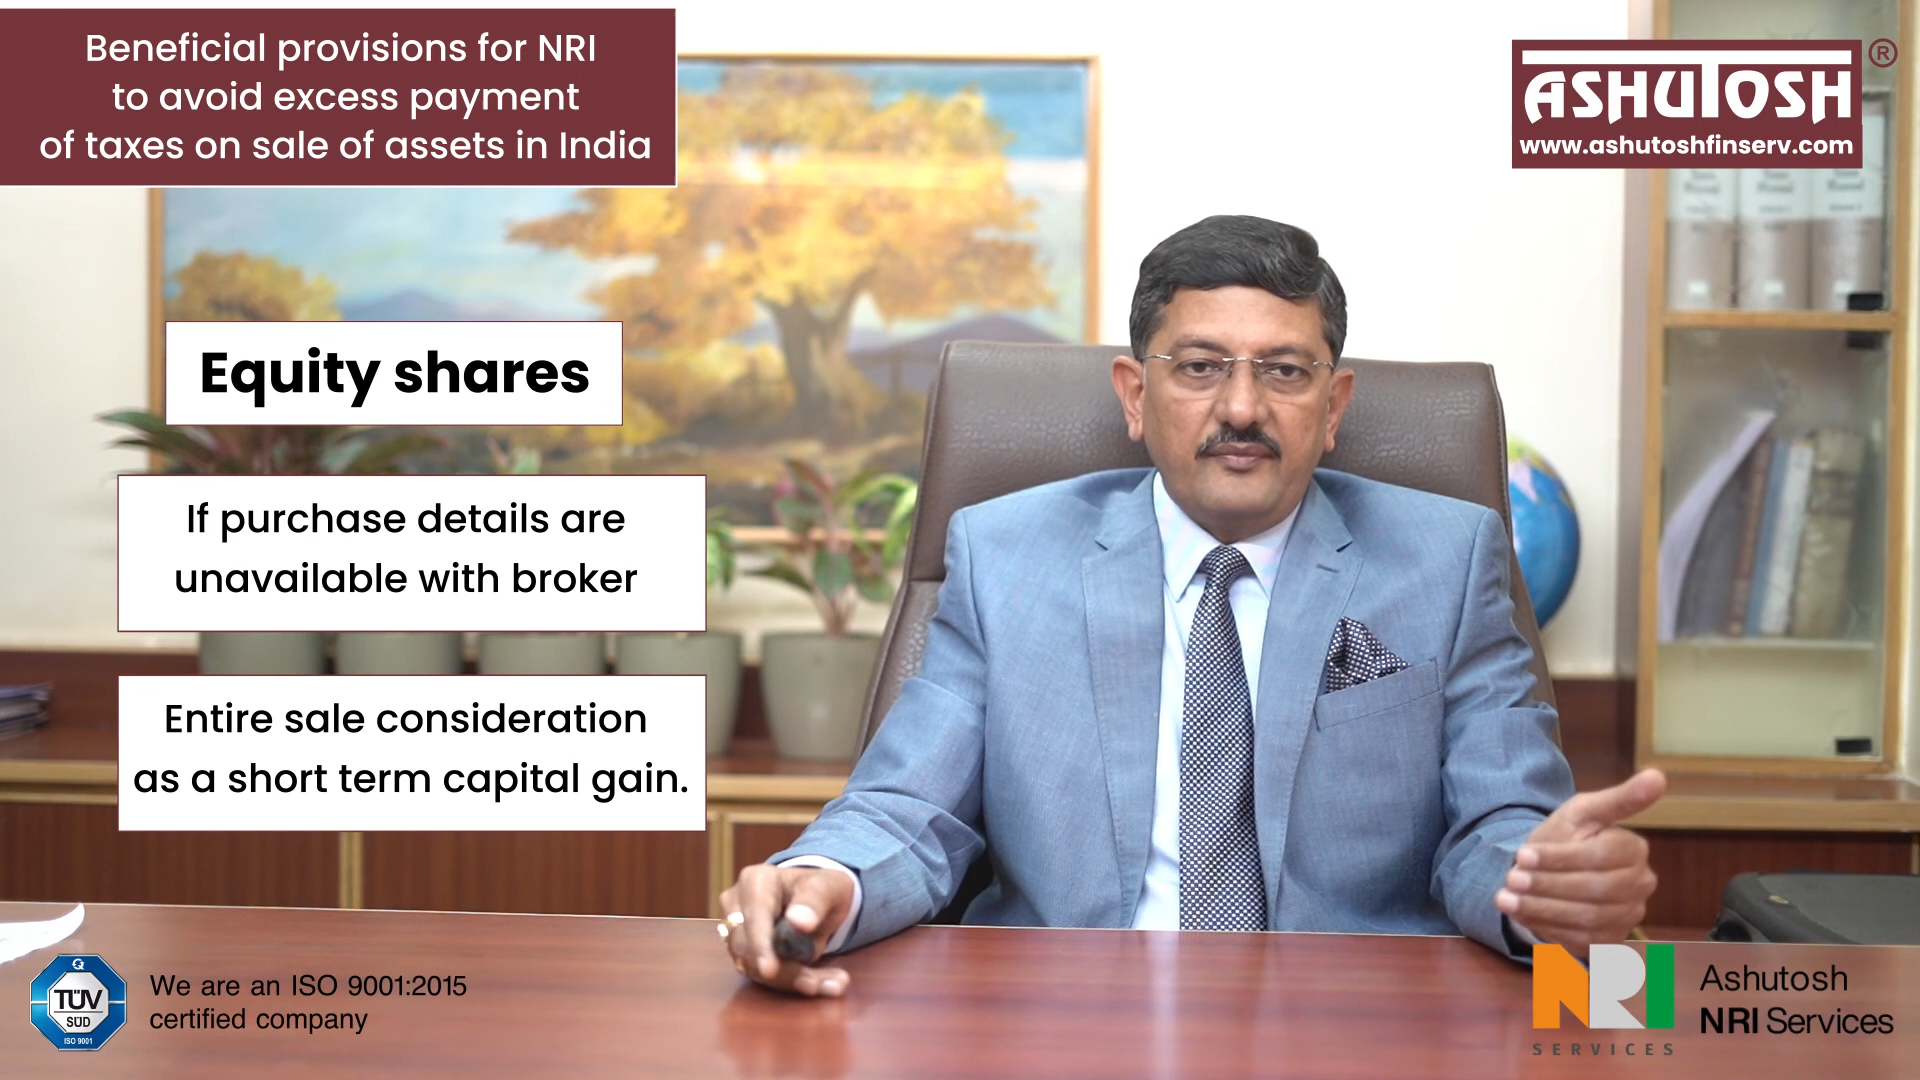 Beneficial provisions for NRI
to avoid excess payment
of taxes on sale of assets in India
ASHUTOSH ®
www.ashutoshfinserv.com
Equity shares
If purchase details are
unavailable with broker
Entire sale consideration
as a short term capital gain.
TÜV
SÜD
ISO 9001
We are an ISO 9001:2015
certified company
NRI
SERVICES
Ashutosh
NRI Services